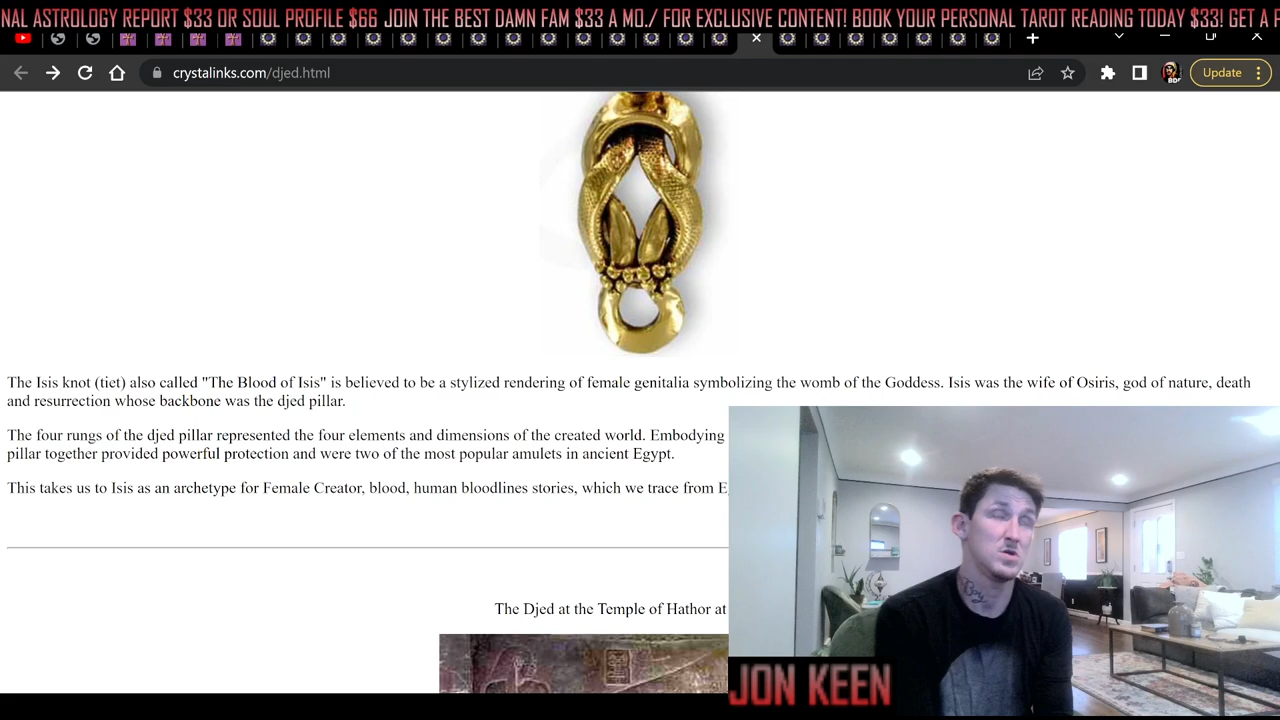 NAL ASTROLOGY REPORT $33 OR SOUL PROFILE $66 JOIN THE BEST DAMN FAM $33 A MO./ FOR EXCLUSIVE CONTENT! BOOK YOUR PERSONAL TAROT READING TODAY $33! GET A
crystalinks.com/djed.html
BDF
Update
The Isis knot (tiet) also called "The Blood of Isis" is believed to be a stylized rendering of female genitalia symbolizing the womb of the Goddess. Isis was the wife of Osiris, god of nature, death
and resurrection whose backbone was the djed pillar.
The four rungs of the djed pillar represented the four elements and dimensions of the created world. Embodying
pillar together provided powerful protection and were two of the most popular amulets in ancient Egypt.
This takes us to Isis as an archetype for Female Creator, blood, human bloodlines stories, which we trace from E
The Djed at the Temple of Hathor at
JON KEEN